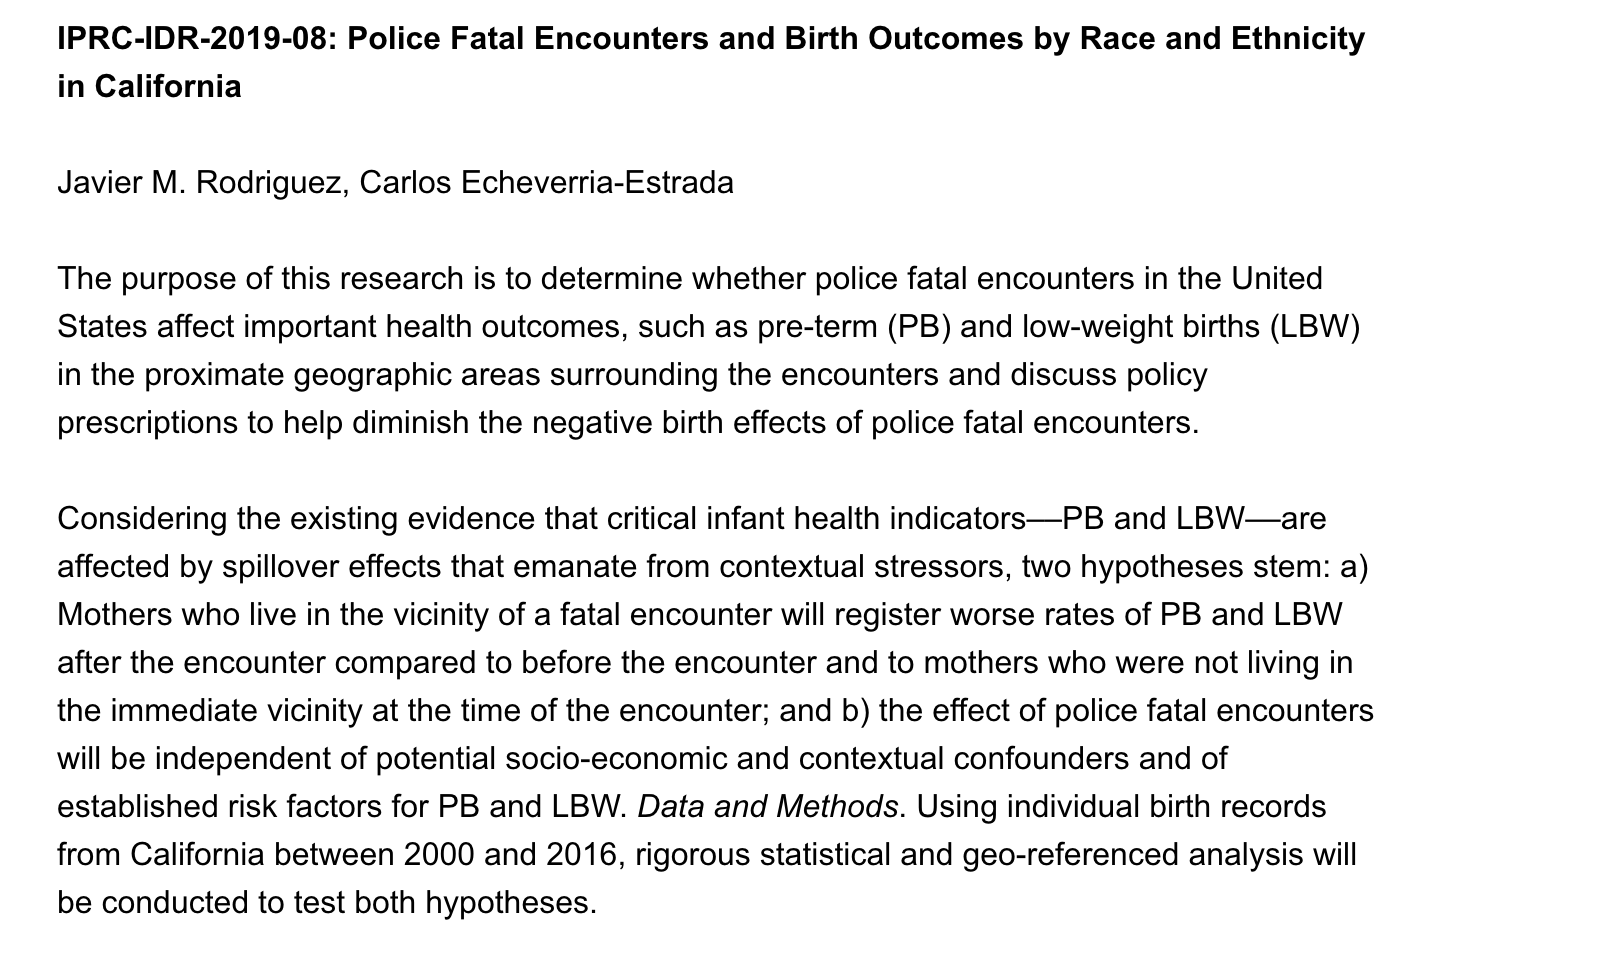 IPRC-IDR-2019-08: Police Fatal Encounters and Birth Outcomes by Race and Ethnicity
in California
Javier M. Rodriguez, Carlos Echeverria-Estrada
The purpose of this research is to determine whether police fatal encounters in the United
States affect important health outcomes, such as pre-term (PB) and low-weight births (LBW)
in the proximate geographic areas surrounding the encounters and discuss policy
prescriptions to help diminish the negative birth effects of police fatal encounters.
Considering the existing evidence that critical infant health indicators—PB and LBW—are
affected by spillover effects that emanate from contextual stressors, two hypotheses stem: a)
Mothers who live in the vicinity of a fatal encounter will register worse rates of PB and LBW
after the encounter compared to before the encounter and to mothers who were not living in
the immediate vicinity at the time of the encounter; and b) the effect of police fatal encounters
will be independent of potential socio-economic and contextual confounders and of
established risk factors for PB and LBW. Data and Methods. Using individual birth records
from California between 2000 and 2016, rigorous statistical and geo-referenced analysis will
be conducted to test both hypotheses.